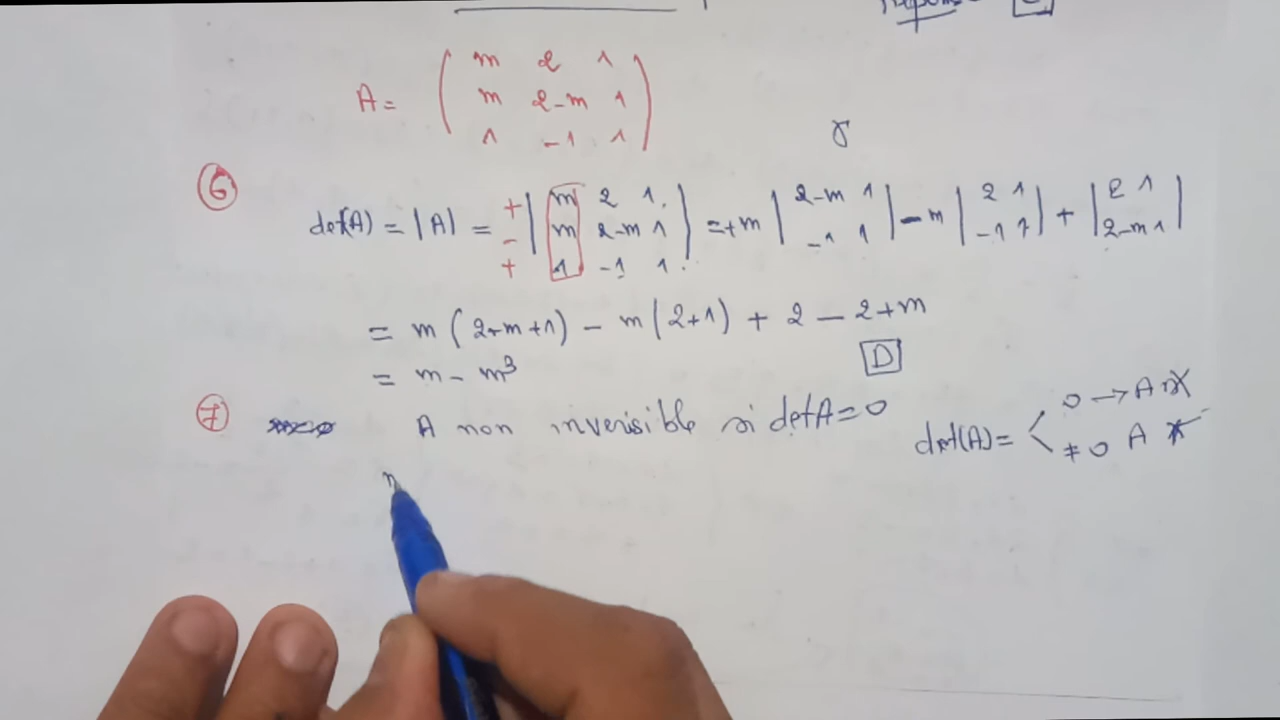 A = ( m 2 1
m 2-m 1
1 -1 1 )
6
det(A) = |A| = + - + | m 2 1 m 2-m 1 1 -1 1 | = +m | 2-m 1 -1 1 | - m | 2 1 -1 1 | + | 2 1 2-m 1 |
= m ( 2-m+1) - m (2+1) + 2 - 2+m
= m - m³ D
7 A non inverisible si detA=0
det(A)= 0 → A
≠0 A